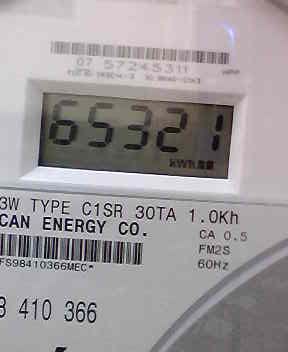 07 57245311
65321
kWh
3W TYPE C1SR 30TA 1.0Kh
CAN ENERGY CO.
CA 0.5
FS98410366MEC*
FM2S
60Hz
8 410 366